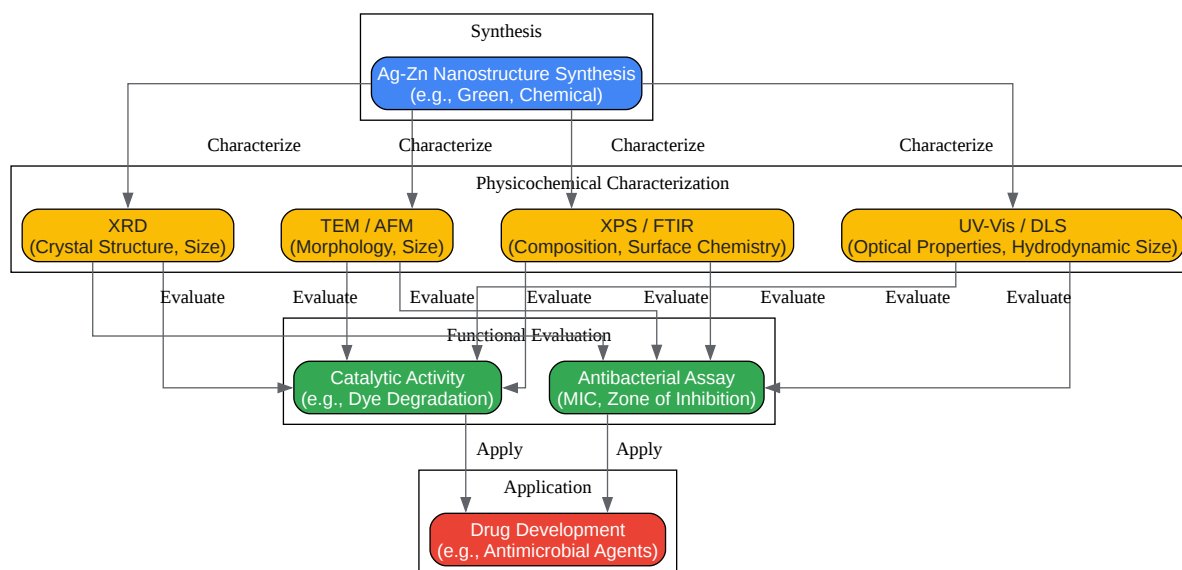 Synthesis
Ag-Zn Nanostructure Synthesis
(e.g., Green, Chemical)
Characterize
Characterize
Characterize
Characterize
Physicochemical Characterization
XRD
(Crystal Structure, Size)
TEM / AFM
(Morphology, Size)
XPS / FTIR
(Composition, Surface Chemistry)
UV-Vis / DLS
(Optical Properties, Hydrodynamic Size)
Evaluate
Evaluate
Evaluate
Evaluate
Evaluate
Evaluate
Evaluate
Evaluate
Functional Evaluation
Catalytic Activity
(e.g., Dye Degradation)
Antibacterial Assay
(MIC, Zone of Inhibition)
Apply
Apply
Application
Drug Development
(e.g., Antimicrobial Agents)